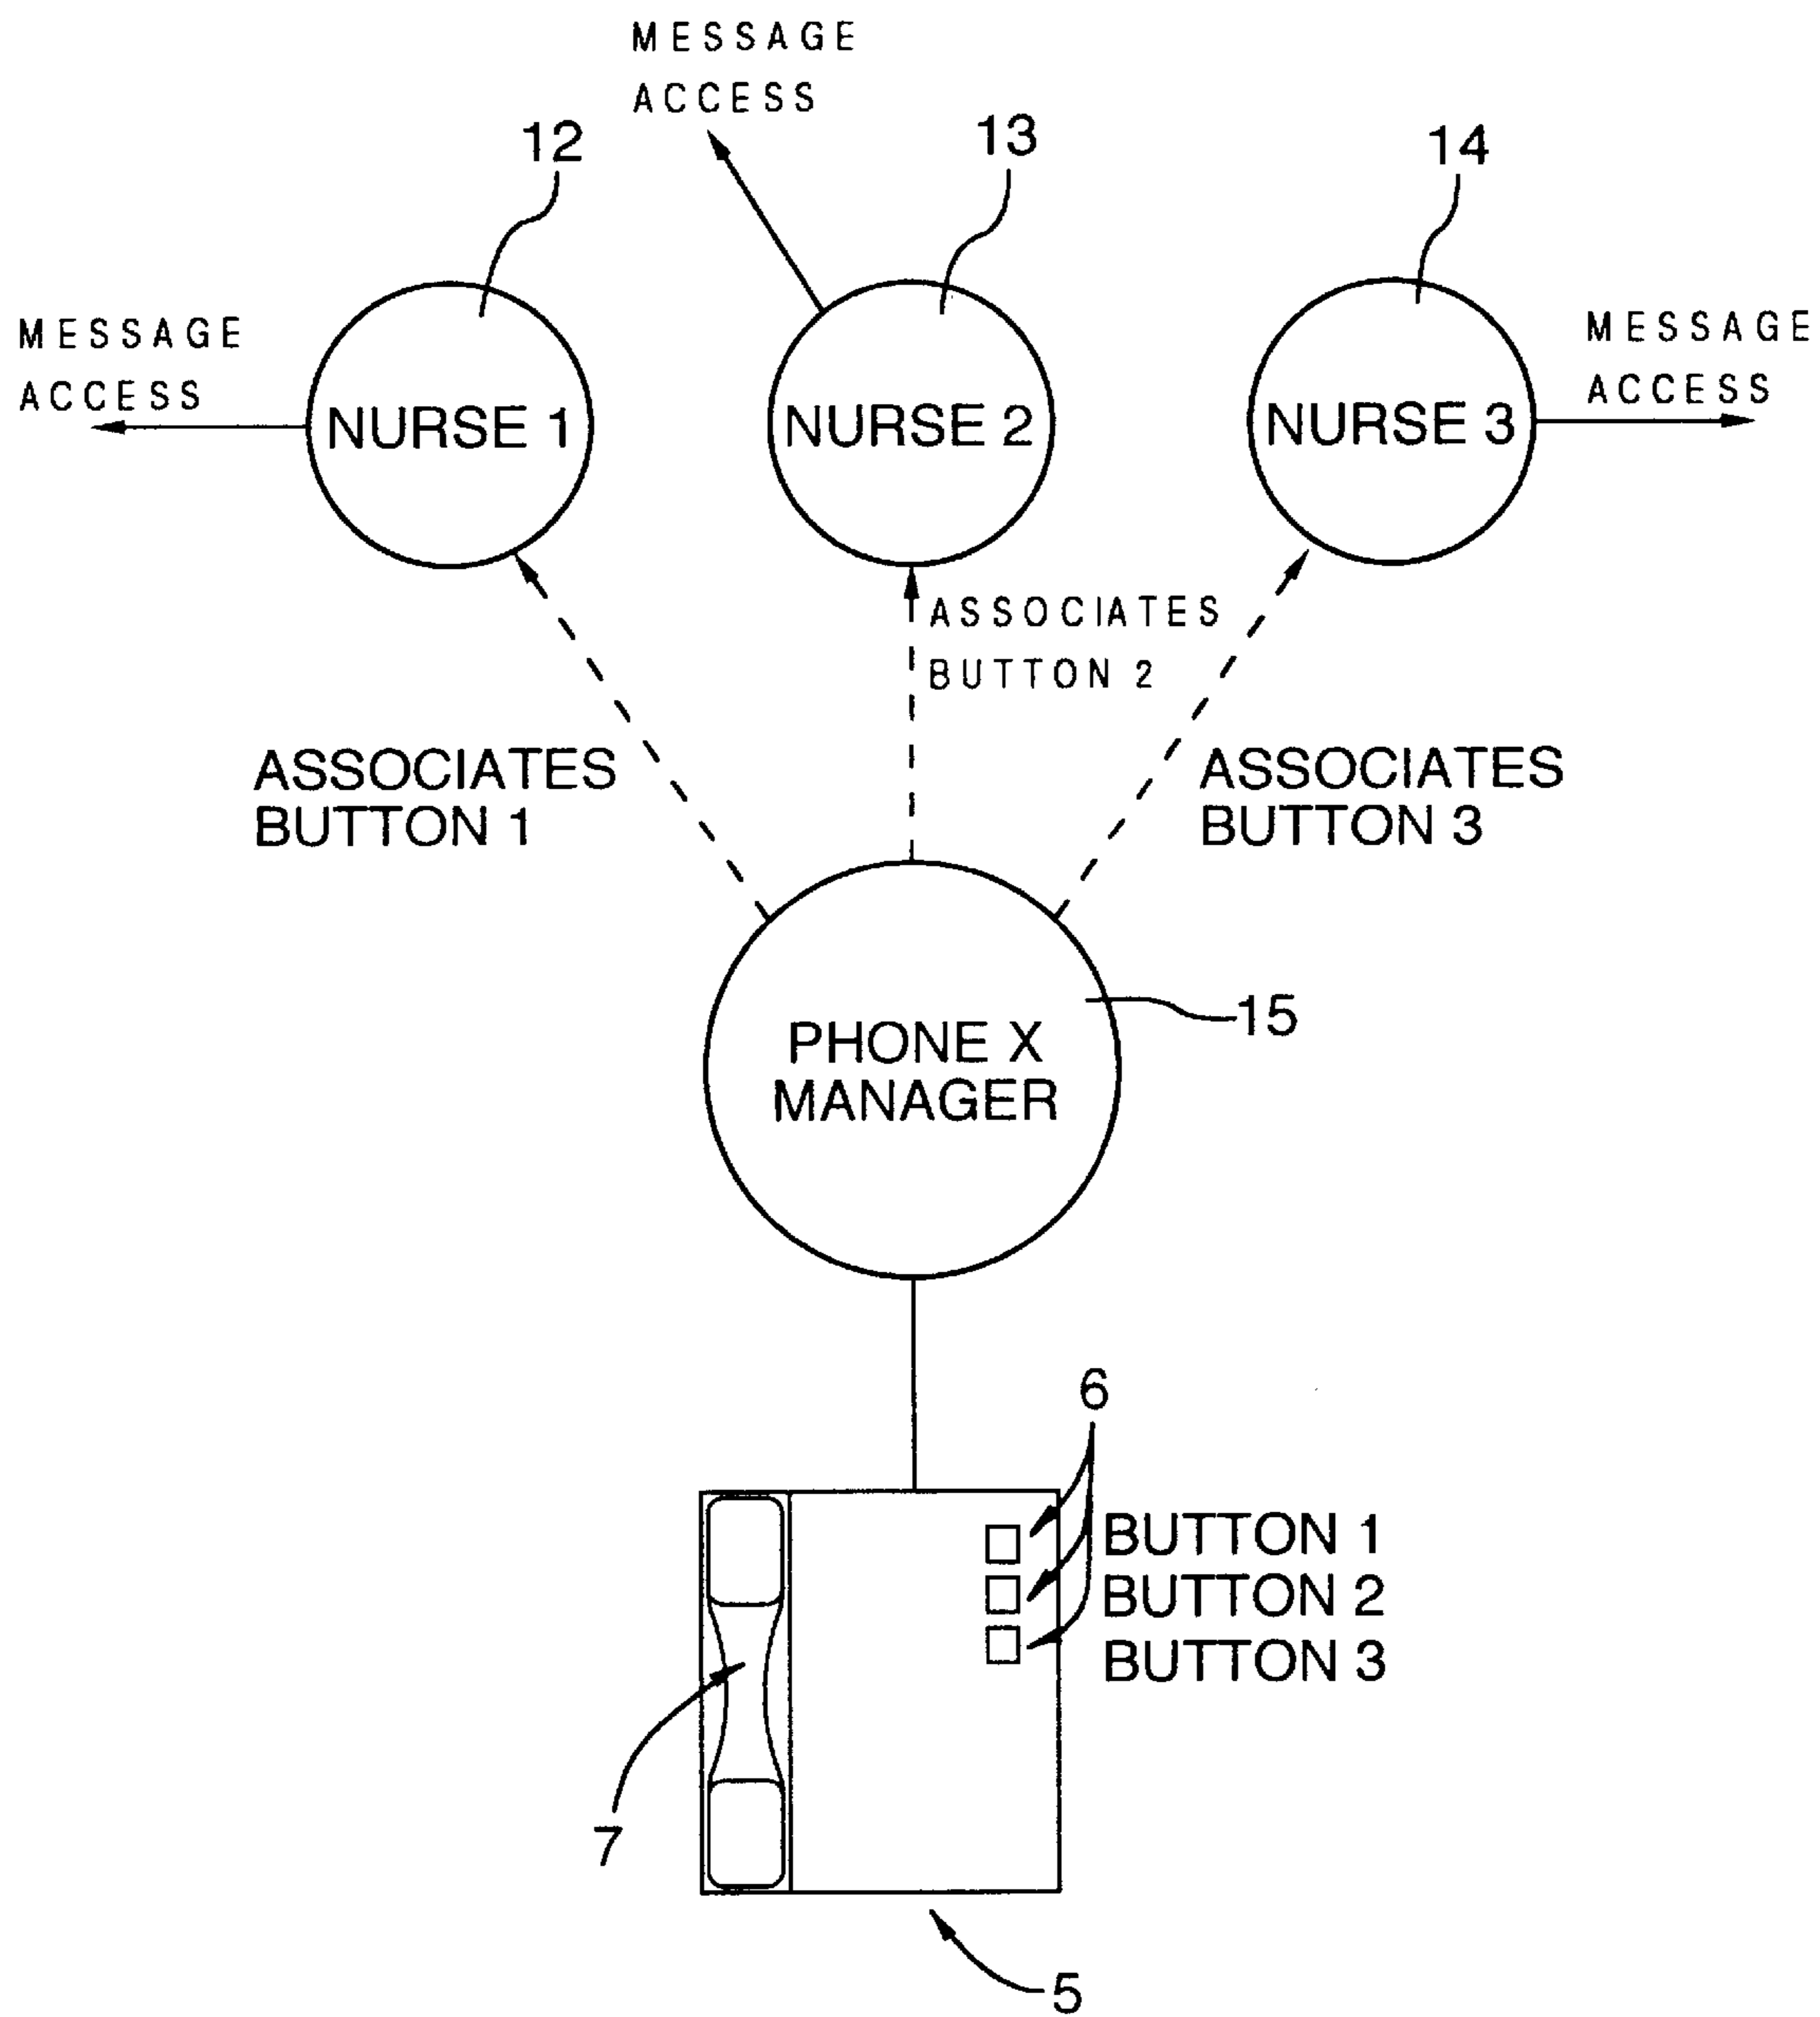 MESSAGE
ACCESS
12
13
14
MESSAGE
ACCESS
MESSAGE
ACCESS
NURSE 1
NURSE 2
NURSE 3
ASSOCIATES
BUTTON 2
ASSOCIATES
BUTTON 1
ASSOCIATES
BUTTON 3
15
PHONE X
MANAGER
6
BUTTON 1
BUTTON 2
BUTTON 3
7
5